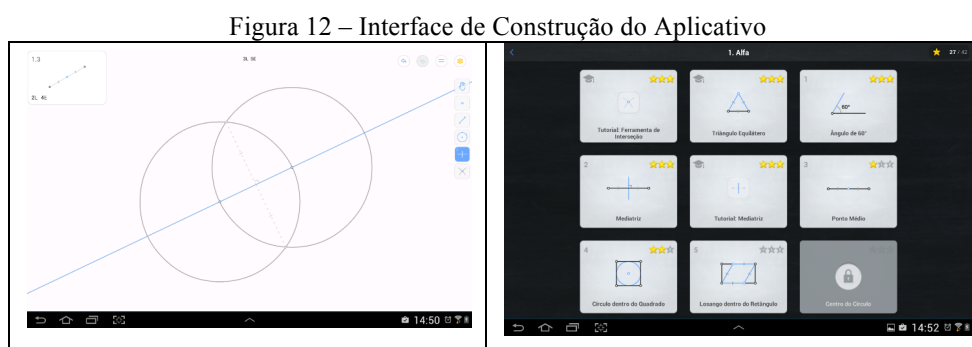 Figura 12 – Interface de Construção do Aplicativo
1.3
2L 4E
3L 5E
14:50
1. Alfa
27 / 42
Tutorial: Ferramenta de
Interseção
Triângulo Equilátero
1
60°
Ângulo de 60°
2
Mediatriz
Tutorial: Mediatriz
3
Ponto Médio
4
Círculo dentro do Quadrado
5
Losango dentro do Retângulo
Centro do Círculo
14:52